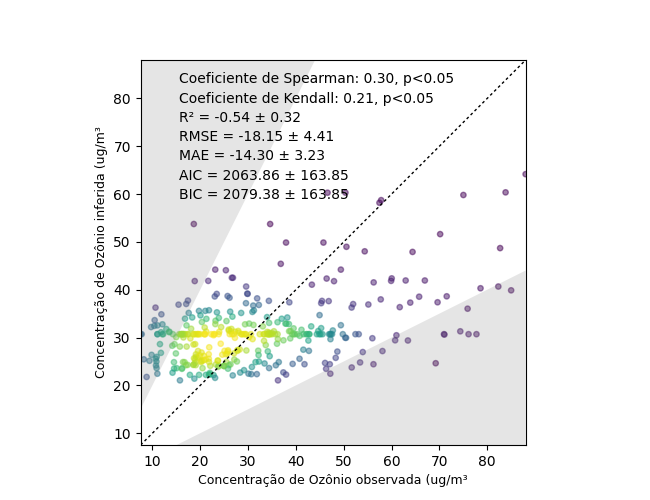 Coeficiente de Spearman: 0.30, p<0.05
Coeficiente de Kendall: 0.21, p<0.05
R² = -0.54 ± 0.32
RMSE = -18.15 ± 4.41
MAE = -14.30 ± 3.23
AIC = 2063.86 ± 163.85
BIC = 2079.38 ± 163.85
Concentração de Ozônio inferida (ug/m³
80
70
60
50
40
30
20
10
10 20 30 40 50 60 70 80
Concentração de Ozônio observada (ug/m³